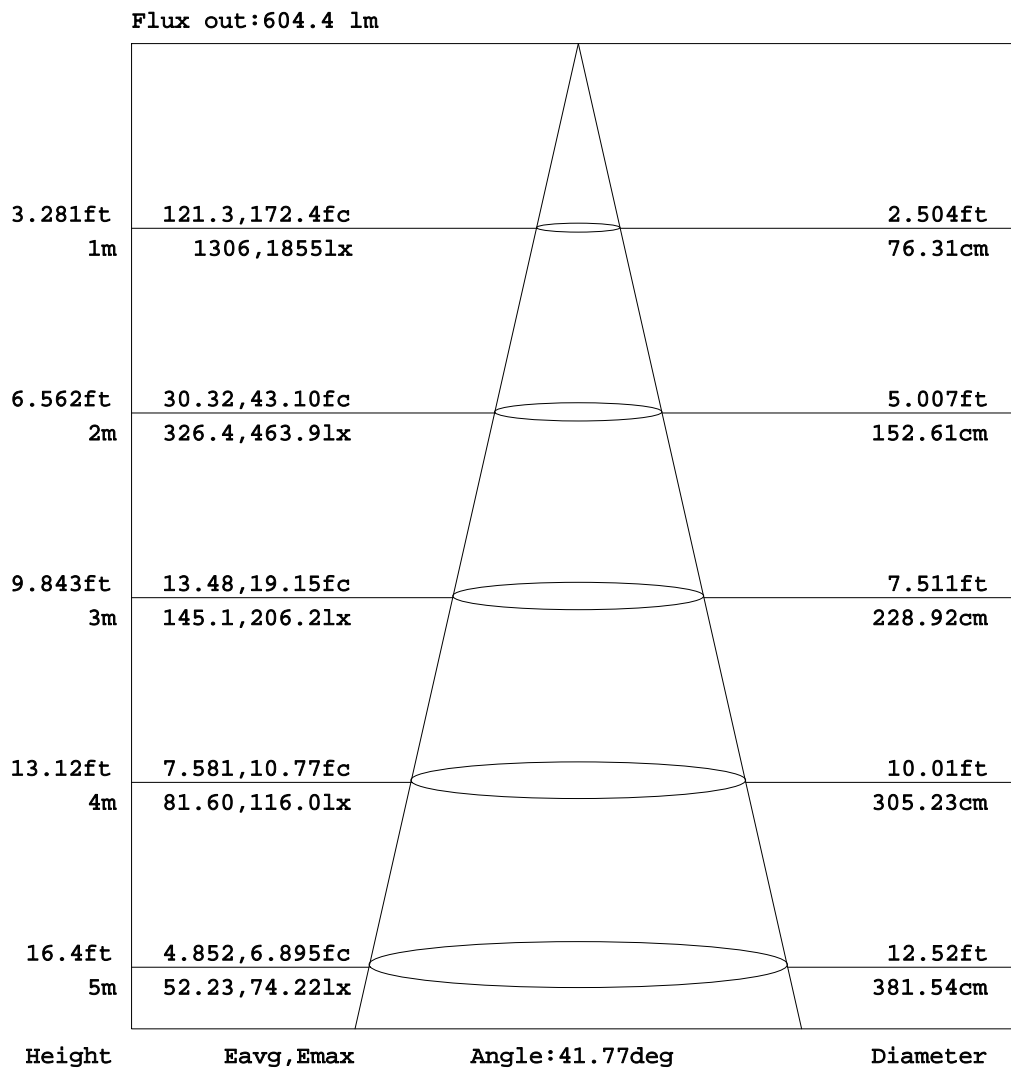 Flux out:604.4 lm
3.281ft 121.3,172.4fc 2.504ft
1m 1306,1855lx 76.31cm
6.562ft 30.32,43.10fc 5.007ft
2m 326.4,463.9lx 152.61cm
9.843ft 13.48,19.15fc 7.511ft
3m 145.1,206.2lx 228.92cm
13.12ft 7.581,10.77fc 10.01ft
4m 81.60,116.0lx 305.23cm
16.4ft 4.852,6.895fc 12.52ft
5m 52.23,74.22lx 381.54cm
Height Eavg,Emax Angle:41.77deg Diameter